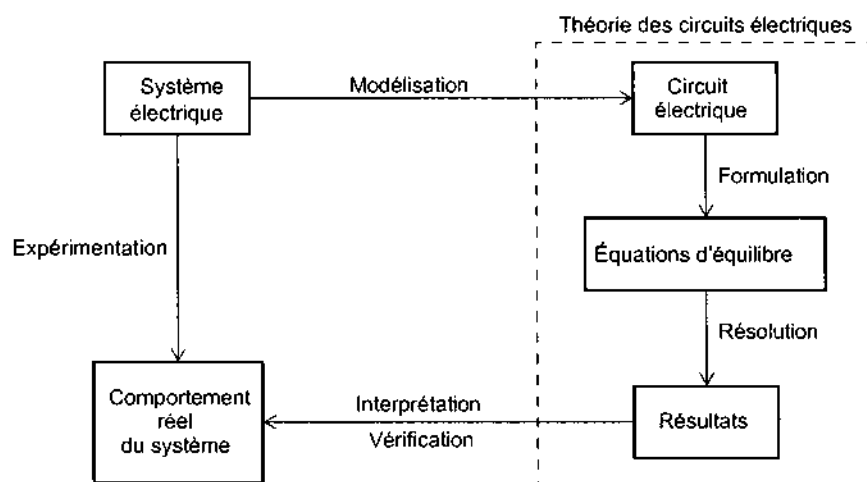 Théorie des circuits électriques
Système
électrique
Modélisation
Circuit
électrique
Formulation
Expérimentation
Équations d'équilibre
Résolution
Comportement
réel
du système
Interprétation
Vérification
Résultats